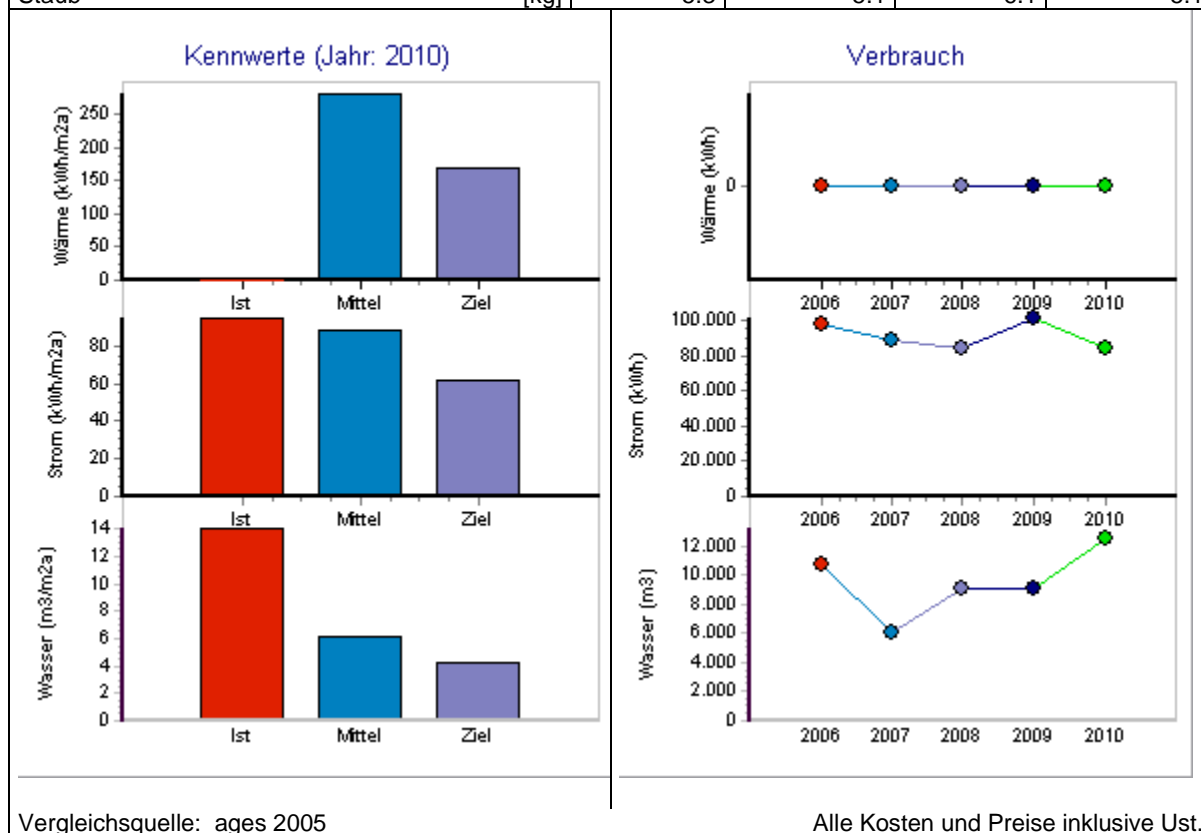 Kennwerte (Jahr: 2010)
Wärme (kWh/m2a)
250
200
150
100
50
0
Ist Mittel Ziel
Strom (kWh/m2a)
80
60
40
20
0
Ist Mittel Ziel
Wasser (m3/m2a)
14
12
10
8
6
4
2
0
Ist Mittel Ziel
Verbrauch
Wärme (kWh)
0
2006 2007 2008 2009 2010
Strom (kWh)
100.000
80.000
60.000
40.000
20.000
0
2006 2007 2008 2009 2010
Wasser (m3)
12.000
10.000
8.000
6.000
4.000
2.000
0
2006 2007 2008 2009 2010
Vergleichsquelle: ages 2005
Alle Kosten und Preise inklusive Ust.